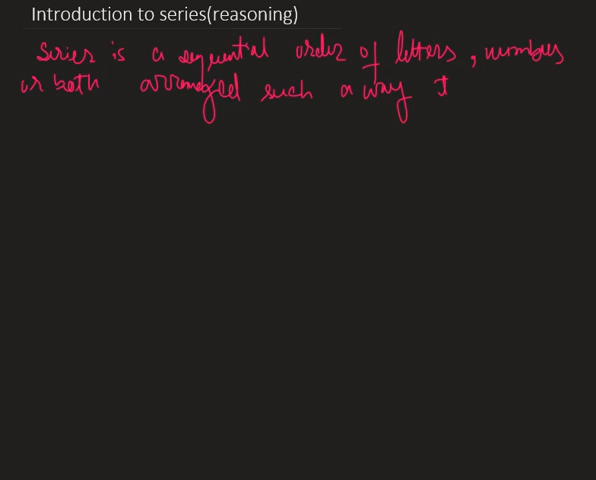 Introduction to series(reasoning)
Series is a sequential order of letters, numbers
or both arranged such a way t